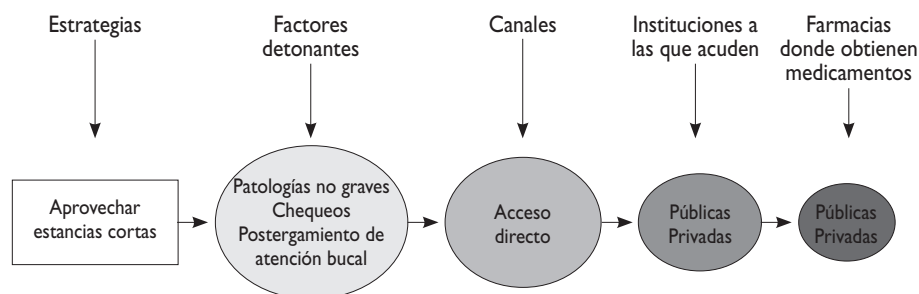 Estrategias
Factores
detonantes
Canales
Instituciones a
las que acuden
Farmacias
donde obtienen
medicamentos
Aprovechar
estancias cortas
Patologías no graves
Chequeos
Postergamiento de
atención bucal
Acceso
directo
Públicas
Privadas
Públicas
Privadas